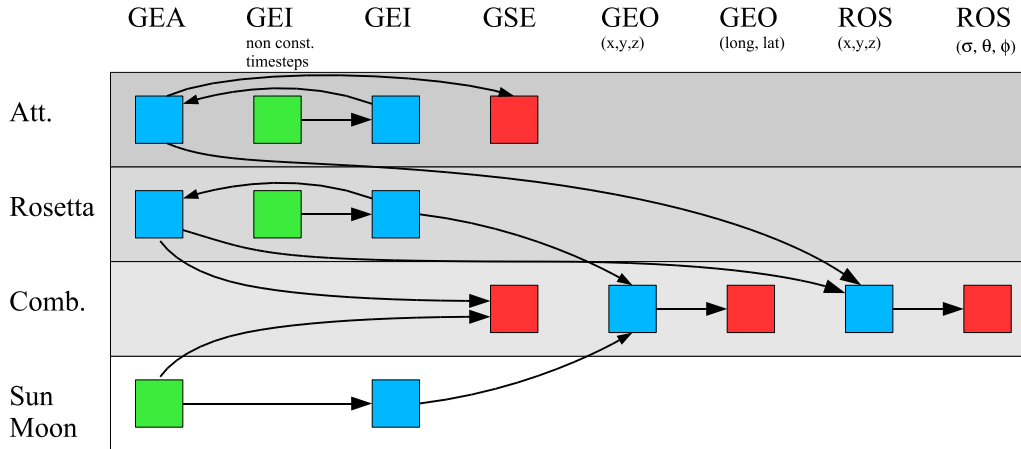 GEA GEI GEI GSE GEO GEO ROS ROS
non const. (x,y,z) (long, lat) (x,y,z) (σ, θ, ϕ)
timesteps
Att.
Rosetta
Comb.
Sun
Moon